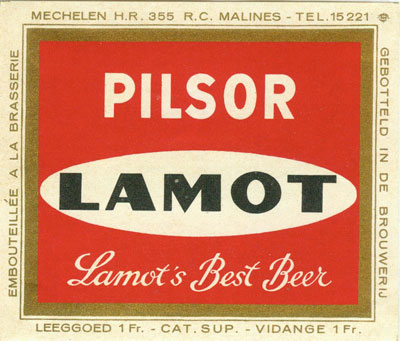 MECHELEN H.R. 355 R.C. MALINES - TEL. 15221
EMBOUTEILLÉE A LA BRASSERIE
GEBOTTELD IN DE BROUWERIJ
PILSOR
LAMOT
Lamot's Best Beer
LEEGGOED 1 Fr. - CAT. SUP. - VIDANGE 1 Fr.